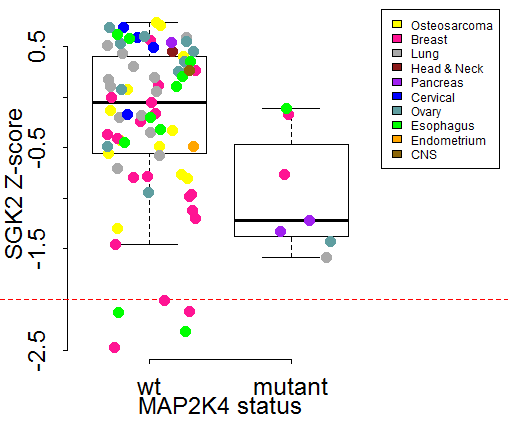 0.5
-0.5
-1.5
-2.5
SGK2 Z-score
wt
mutant
MAP2K4 status
Osteosarcoma
Breast
Lung
Head & Neck
Pancreas
Cervical
Ovary
Esophagus
Endometrium
CNS